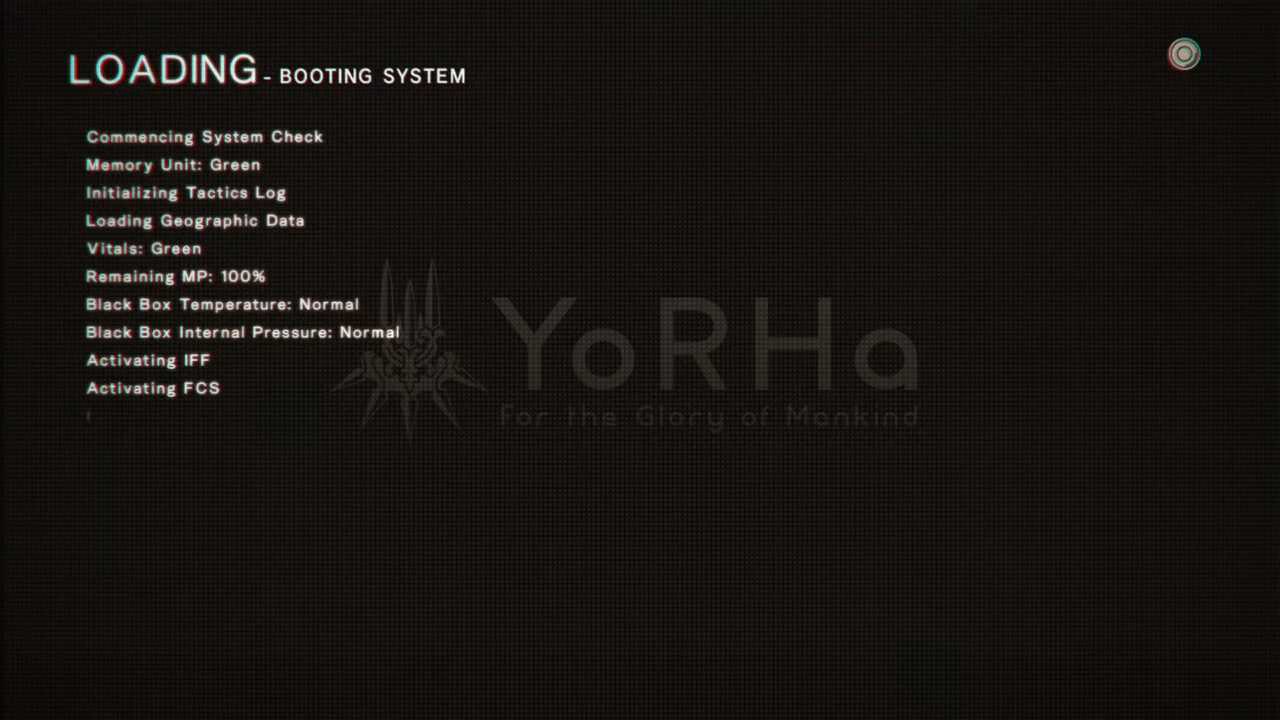 LOADING - BOOTING SYSTEM
Commencing System Check
Memory Unit: Green
Initializing Tactics Log
Loading Geographic Data
Vitals: Green
Remaining MP: 100%
Black Box Temperature: Normal
Black Box Internal Pressure: Normal
Activating IFF
Activating FCS
YoRHa
For the Glory of Mankind